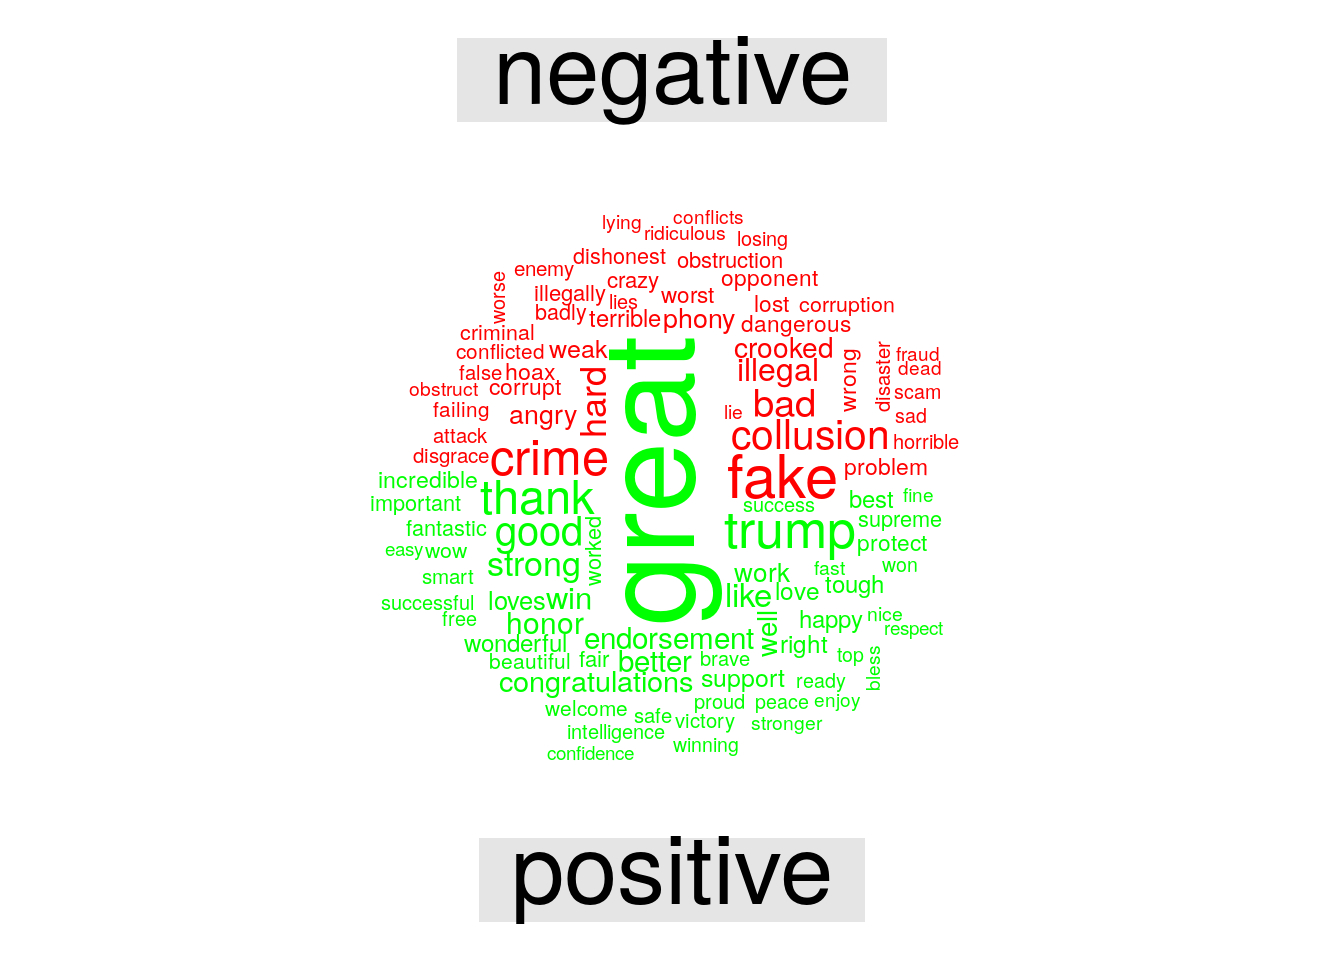 negative
lying conflicts
ridiculous losing
dishonest obstruction
enemy crazy opponent
worse illegally lies worst lost corruption
badly terrible phony dangerous
criminal
conflicted weak crooked wrong disaster fraud
false hoax illegal dead
obstruct corrupt hard scam
failing angry lie bad sad
attack collusion horrible
disgrace crime fake problem
great
incredible thank success best fine
important
fantastic good worked trump supreme
easy wow protect
strong work fast won
smart tough
successful loves win like love
free honor well happy nice
respect
wonderful endorsement right
beautiful fair better brave top bless
congratulations support ready
welcome proud peace enjoy
safe victory stronger
intelligence
confidence winning
positive